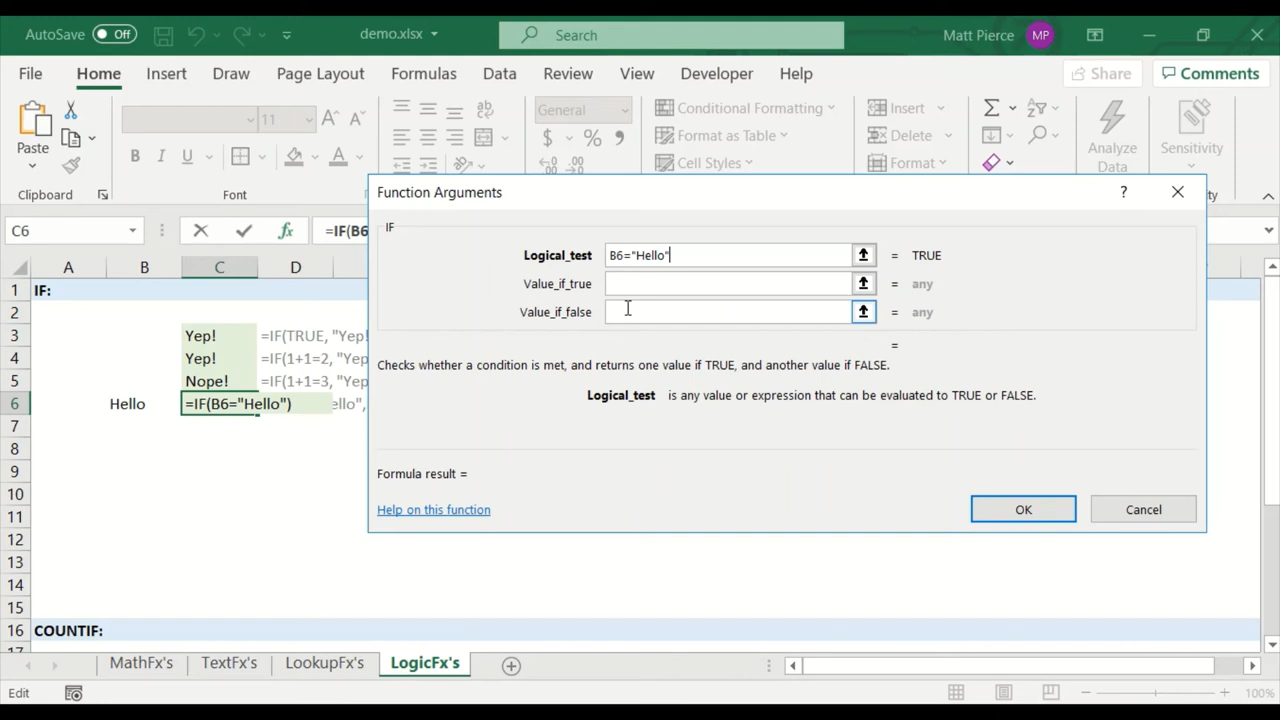 AutoSave Off demo.xlsx Search Matt Pierce MP
File Home Insert Draw Page Layout Formulas Data Review View Developer Help Share Comments
Paste
11
General
Conditional Formatting
Format as Table
Cell Styles
Insert
Delete
Format
Analyze
Data
Sensitivity
Clipboard
Font
C6
=IF(B6
Function Arguments ?
IF
Logical_test B6="Hello" = TRUE
Value_if_true = any
Value_if_false = any
=
Checks whether a condition is met, and returns one value if TRUE, and another value if FALSE.
Logical_test is any value or expression that can be evaluated to TRUE or FALSE.
Formula result =
Help on this function
OK Cancel
A B C D
1 IF:
2
3 Yep! =IF(TRUE, "Yep!
4 Yep! =IF(1+1=2, "Yep
5 Nope! =IF(1+1=3, "Yep
6 Hello =IF(B6="Hello") ello",
7
8
9
10
11
12
13
14
15
16 COUNTIF:
MathFx's TextFx's LookupFx's LogicFx's
Edit 100%